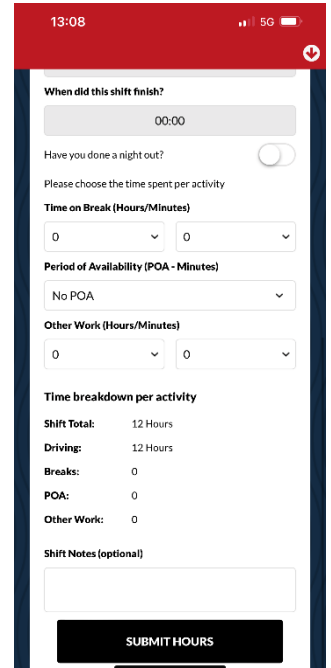 13:08 5G
When did this shift finish?
00:00
Have you done a night out?
Please choose the time spent per activity
Time on Break (Hours/Minutes)
0 0
Period of Availability (POA - Minutes)
No POA
Other Work (Hours/Minutes)
0 0
Time breakdown per activity
Shift Total: 12 Hours
Driving: 12 Hours
Breaks: 0
POA: 0
Other Work: 0
Shift Notes (optional)
SUBMIT HOURS